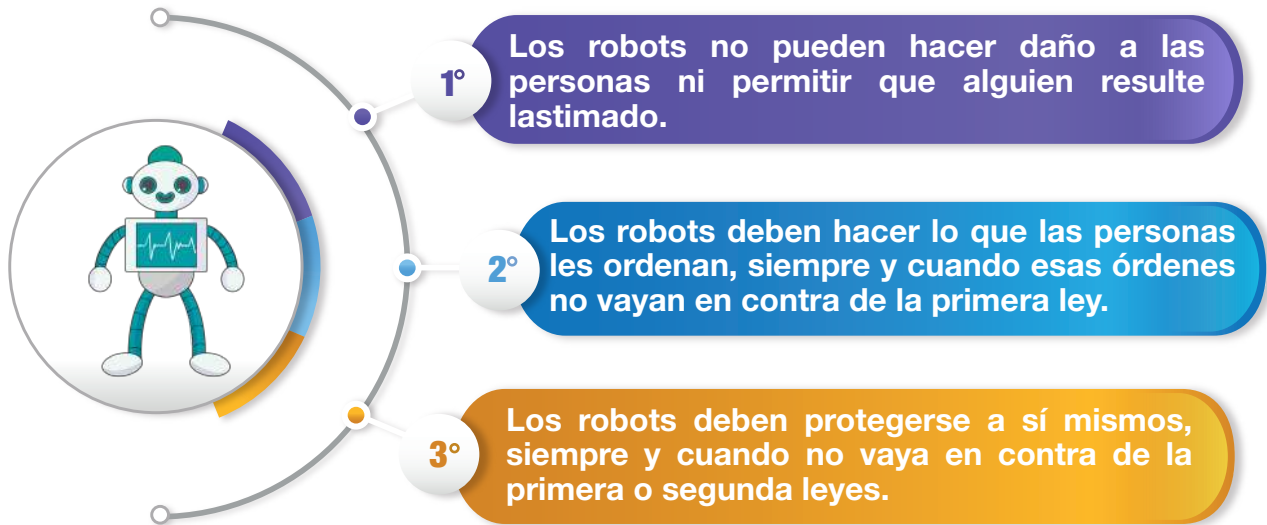 1°
Los robots no pueden hacer daño a las
personas ni permitir que alguien resulte
lastimado.
2°
Los robots deben hacer lo que las personas
les ordenan, siempre y cuando esas órdenes
no vayan en contra de la primera ley.
3°
Los robots deben protegerse a sí mismos,
siempre y cuando no vaya en contra de la
primera o segunda leyes.